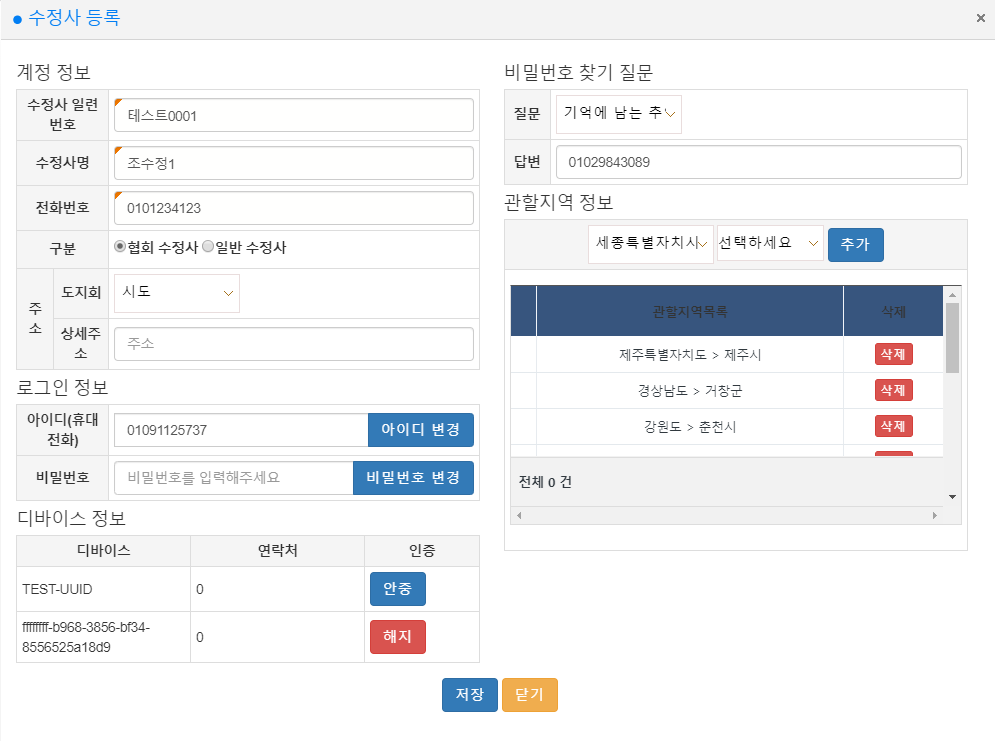 수정사 등록
×
계정 정보
수정사 일련
번호
테스트0001
수정사명
조수정1
전화번호
0101234123
구분
협회 수정사 일반 수정사
주
소
도지회
시도
상세주
소
주소
로그인 정보
아이디(휴대
전화)
01091125737
아이디 변경
비밀번호
비밀번호를 입력해주세요
비밀번호 변경
디바이스 정보
디바이스 연락처 인증
TEST-UUID 0 안증
ffffffff-b968-3856-bf34-
8556525a18d9
0 해지
비밀번호 찾기 질문
질문
기억에 남는 추
답변
01029843089
관할지역 정보
세종특별자치시 선택하세요 추가
관할지역목록 삭제
제주특별자치도 > 제주시 삭제
경상남도 > 거창군 삭제
강원도 > 춘천시 삭제
전체 0 건
저장 닫기